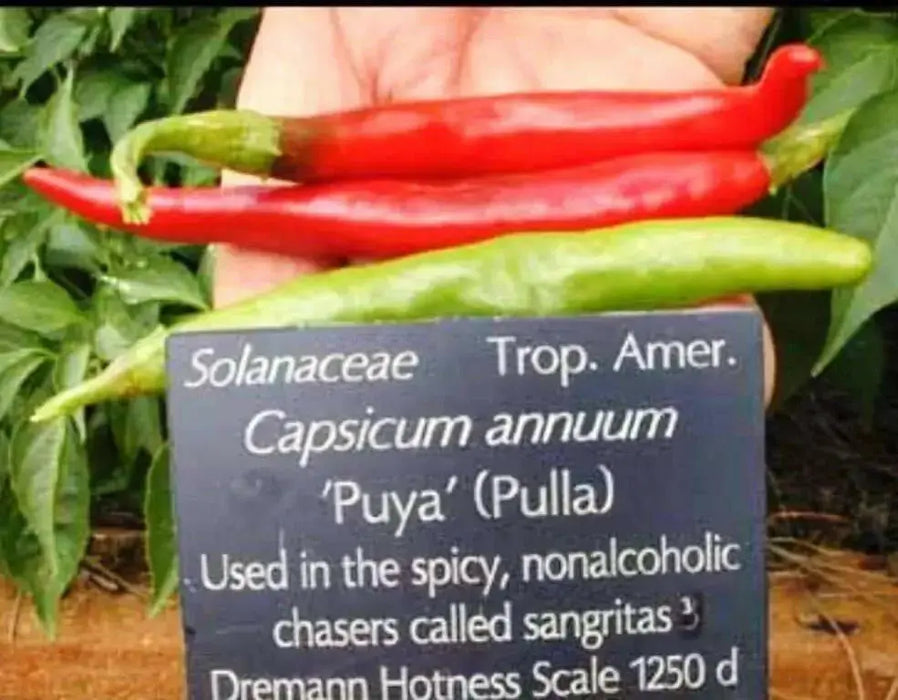 Solanaceae Trop. Amer.
Capsicum annuum
'Puya' (Pulla)
Used in the spicy, nonalcoholic
chasers called sangritas ³
Dremann Hotness Scale 1250 d